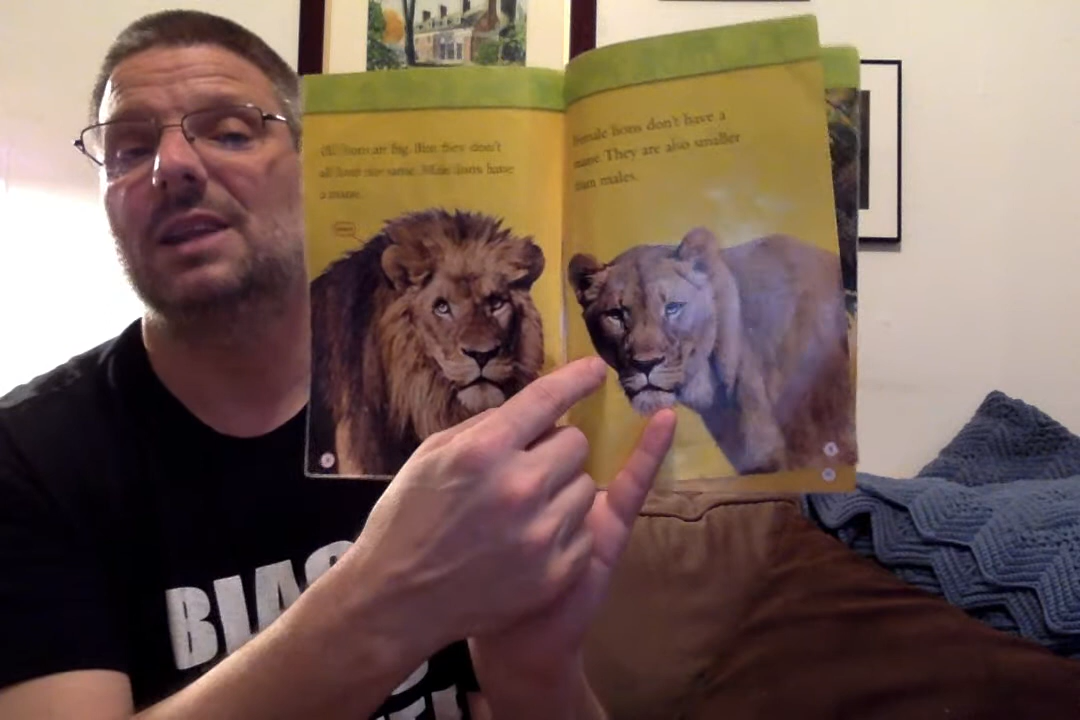 All lions are big. But they don't
all look the same. Male lions have
a mane.
Female lions don't have a
mane. They are also smaller
than males.
BLAC